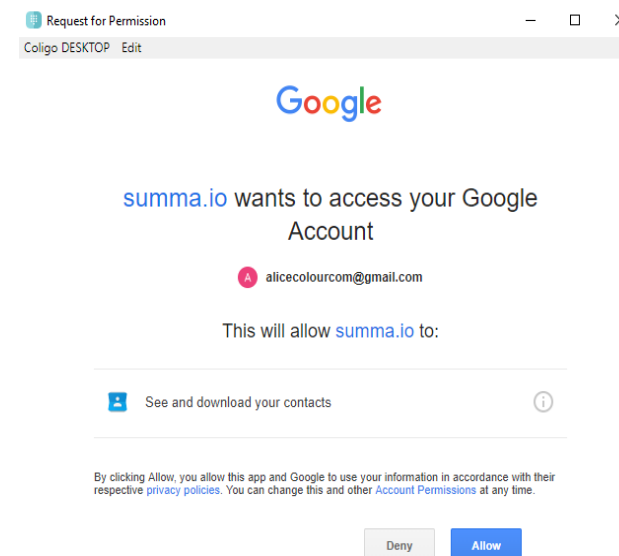 Request for Permission
Coligo DESKTOP Edit
Google
summa.io wants to access your Google
Account
A alicecolourcom@gmail.com
This will allow summa.io to:
See and download your contacts
By clicking Allow, you allow this app and Google to use your information in accordance with their
respective privacy policies. You can change this and other Account Permissions at any time.
Deny Allow